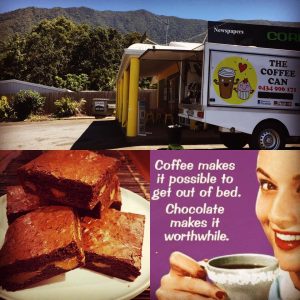 Newspapers
THE
COFFEE
CAN
Coffee makes
it possible to
get out of bed.
Chocolate
makes it
worthwhile.